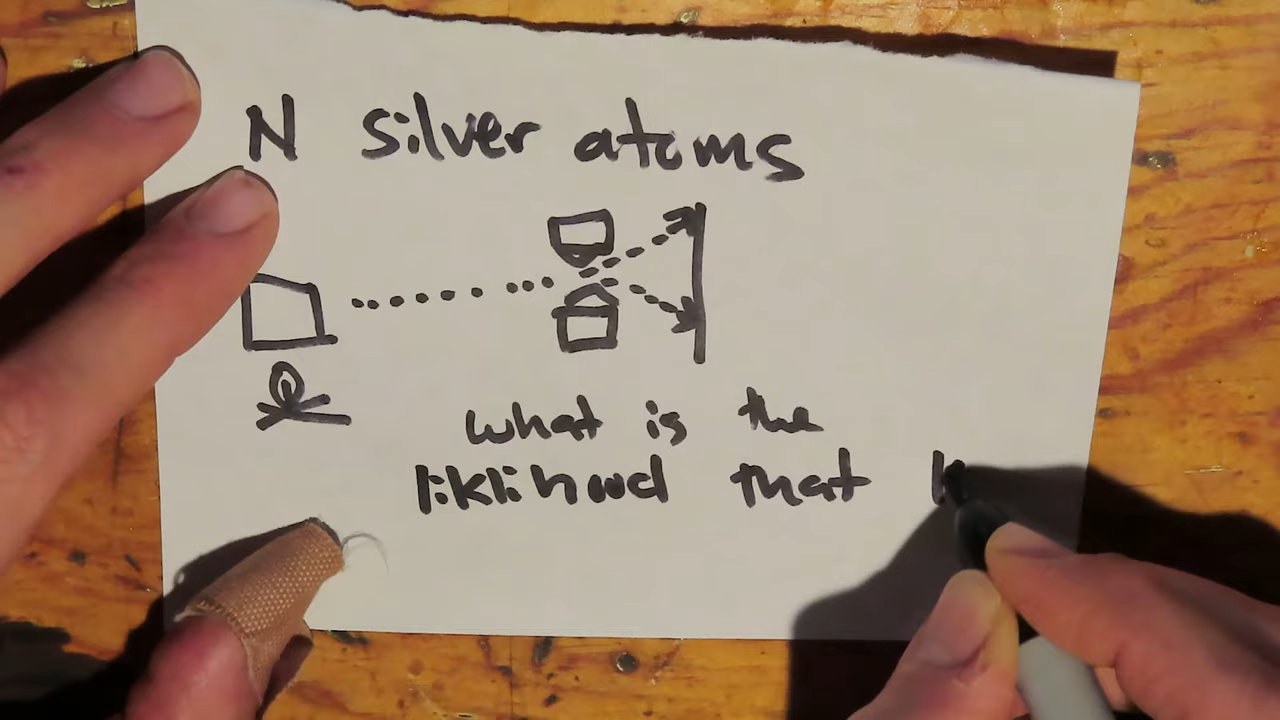 N silver atoms
what is the
liklihood that